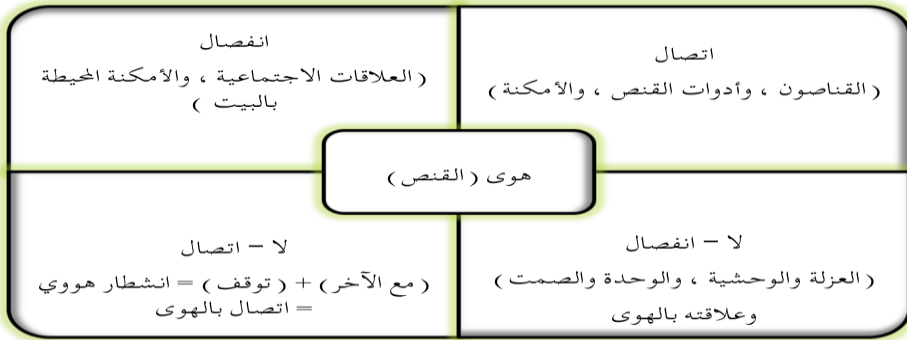 اتصال
( القناصون ، وأدوات القنص ، والأمكنة )
انفصال
( العلاقات الاجتماعية ، والأمكنة المحيطة
بالبيت )
هوى ( القنص )
لا – انفصال
( العزلة والوحشية ، والوحدة والصمت )
وعلاقته بالهوى
لا – اتصال
( مع الآخر ) + ( توقف ) = انشطار هووي
= اتصال بالهوى